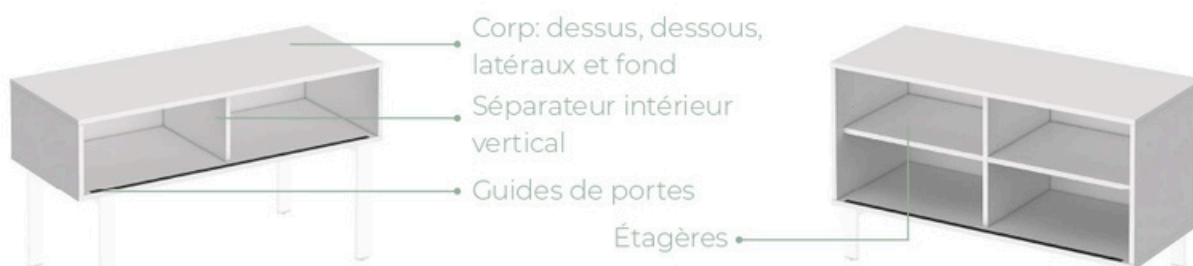 Corp: dessus, dessous,
latéraux et fond
Séparateur intérieur
vertical
Guides de portes
Étagères